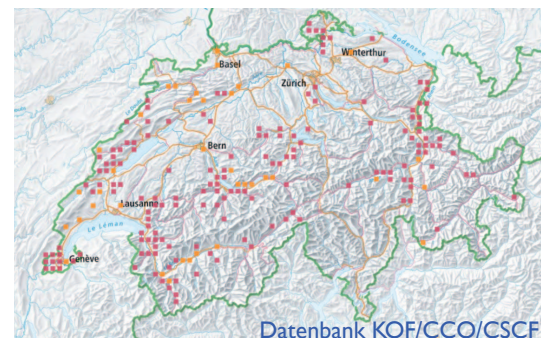 Bodensee
Basel
Winterthur
Zürich
Bern
Lausanne
Le Léman
Genève
Datenbank KOF/CCO/CSCF